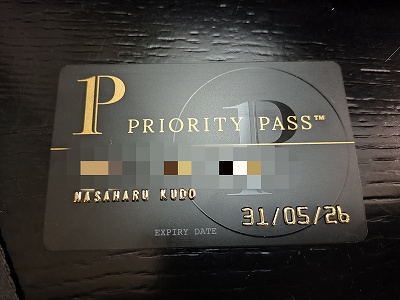 P PRIORITY PASS™
MASAHARU KUDO
31/05/26
EXPIRY DATE